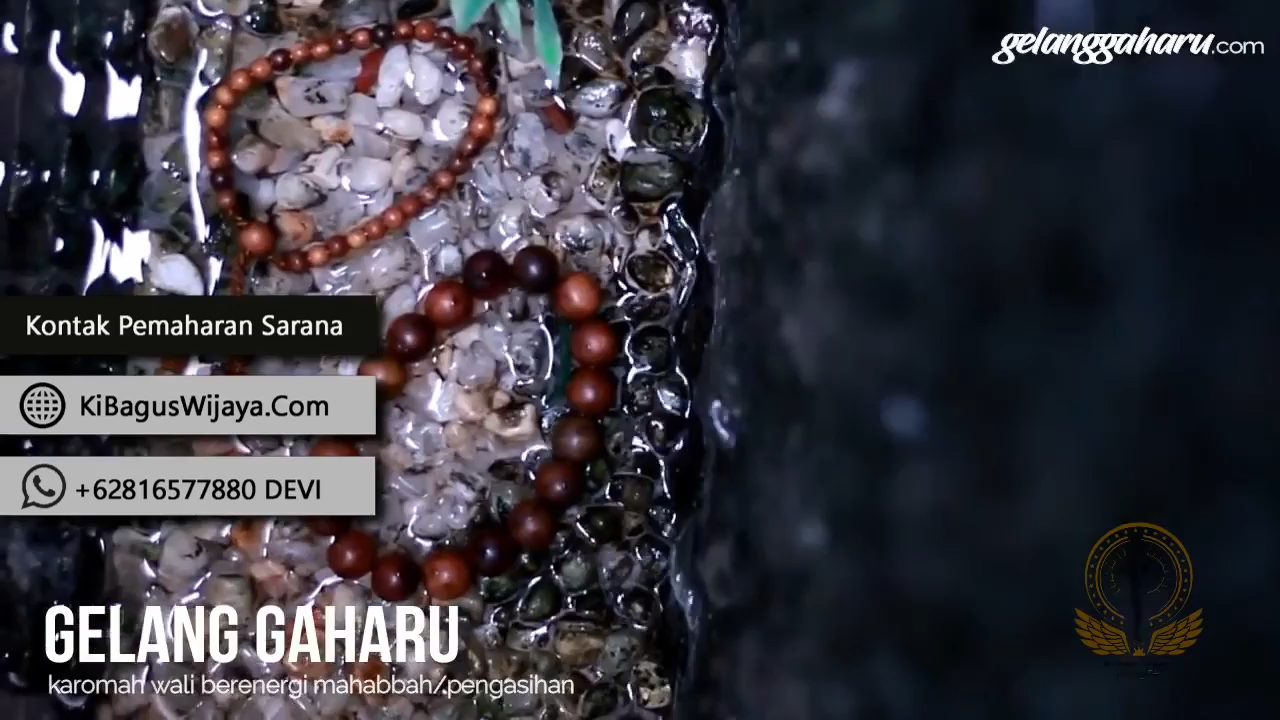 gelanggaharu.com
Kontak Pemaharan Sarana
KiBagusWijaya.Com
+62816577880 DEVI
GELANG GAHARU
karomah wali berenergi mahabbah/pengasihan